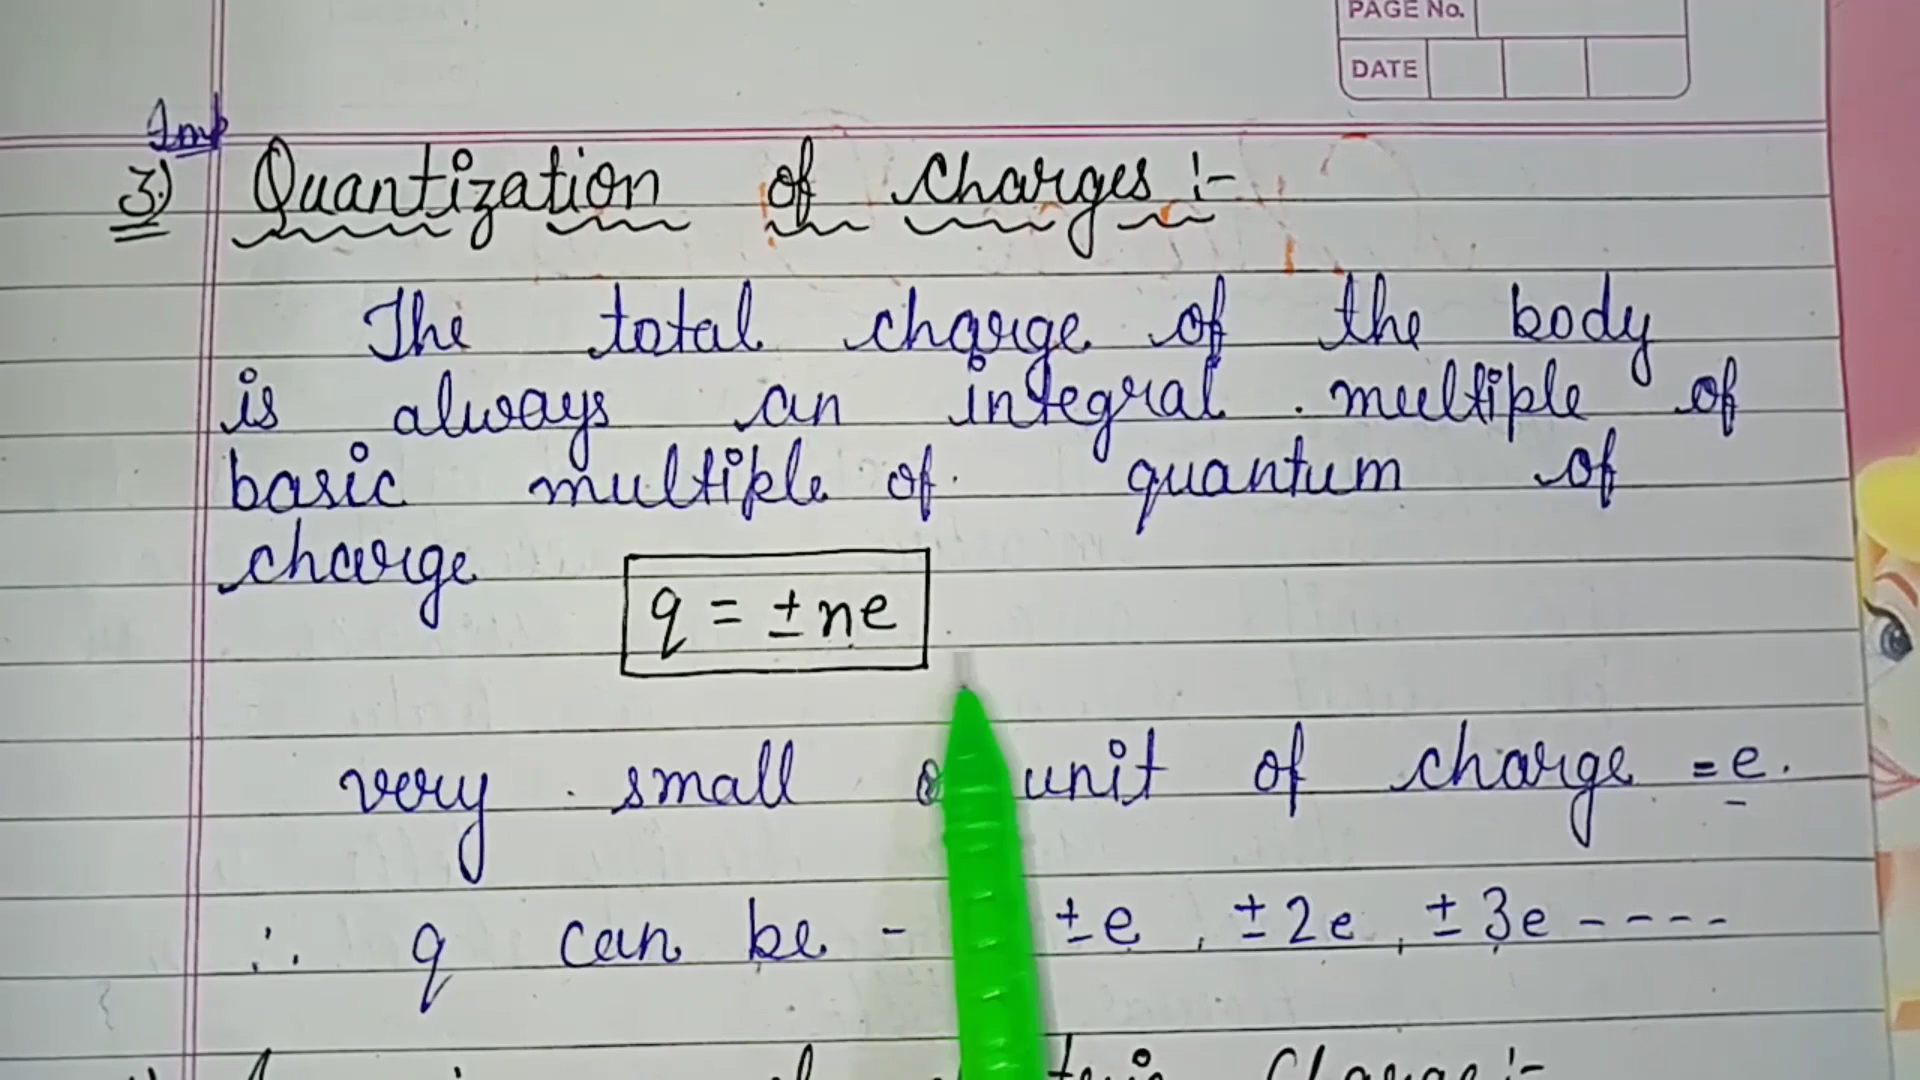 PAGE No.
DATE
Imp
3) Quantization of charges :-
The total charge of the body
is always an integral multiple of
basic multiple of quantum of
charge
q = ±ne
very small unit of charge = e.
∴ q can be - ±e, ±2e, ±3e ----
Charge :-